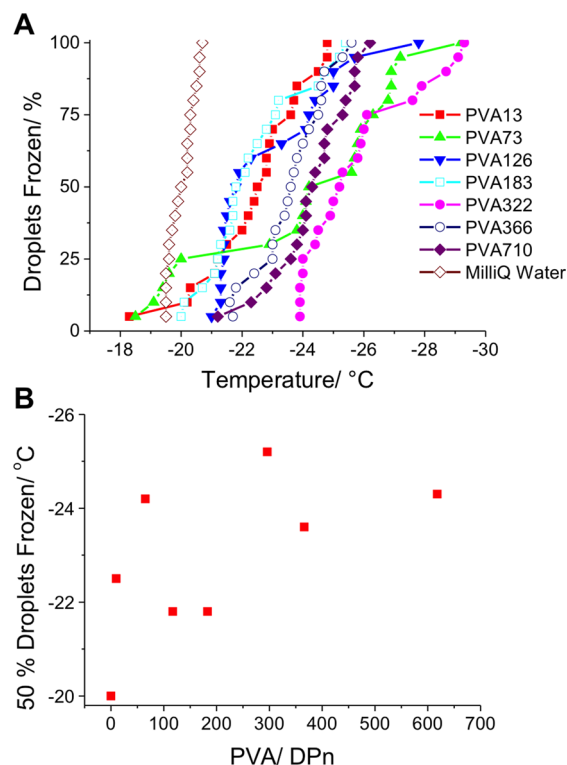 A
Droplets Frozen/ %
100
75
50
25
0
-18
-20
-22
-24
-26
-28
-30
Temperature/ °C
PVA13
PVA73
PVA126
PVA183
PVA322
PVA366
PVA710
MilliQ Water
B
50 % Droplets Frozen/ °C
-26
-24
-22
-20
0
100
200
300
400
500
600
700
PVA/ DPn